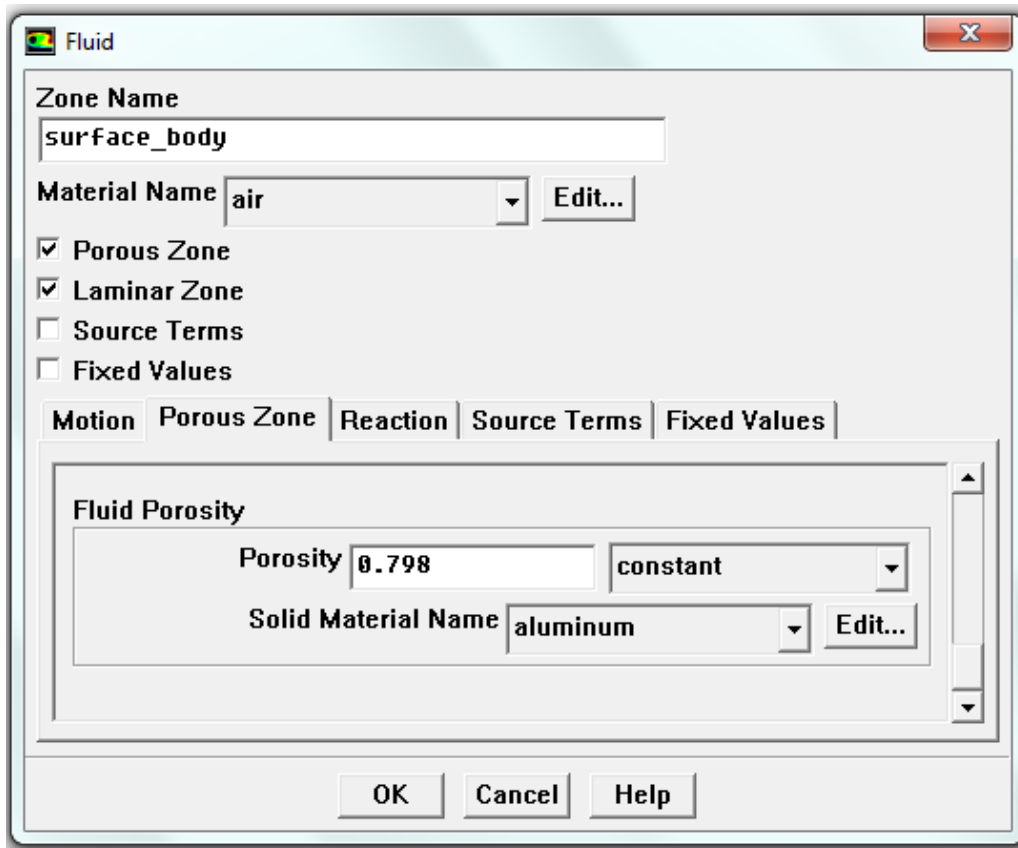 Fluid
Zone Name
surface_body
Material Name air Edit...
Porous Zone
Laminar Zone
Source Terms
Fixed Values
Motion Porous Zone Reaction Source Terms Fixed Values
Fluid Porosity
Porosity 0.798 constant
Solid Material Name aluminum Edit...
OK Cancel Help